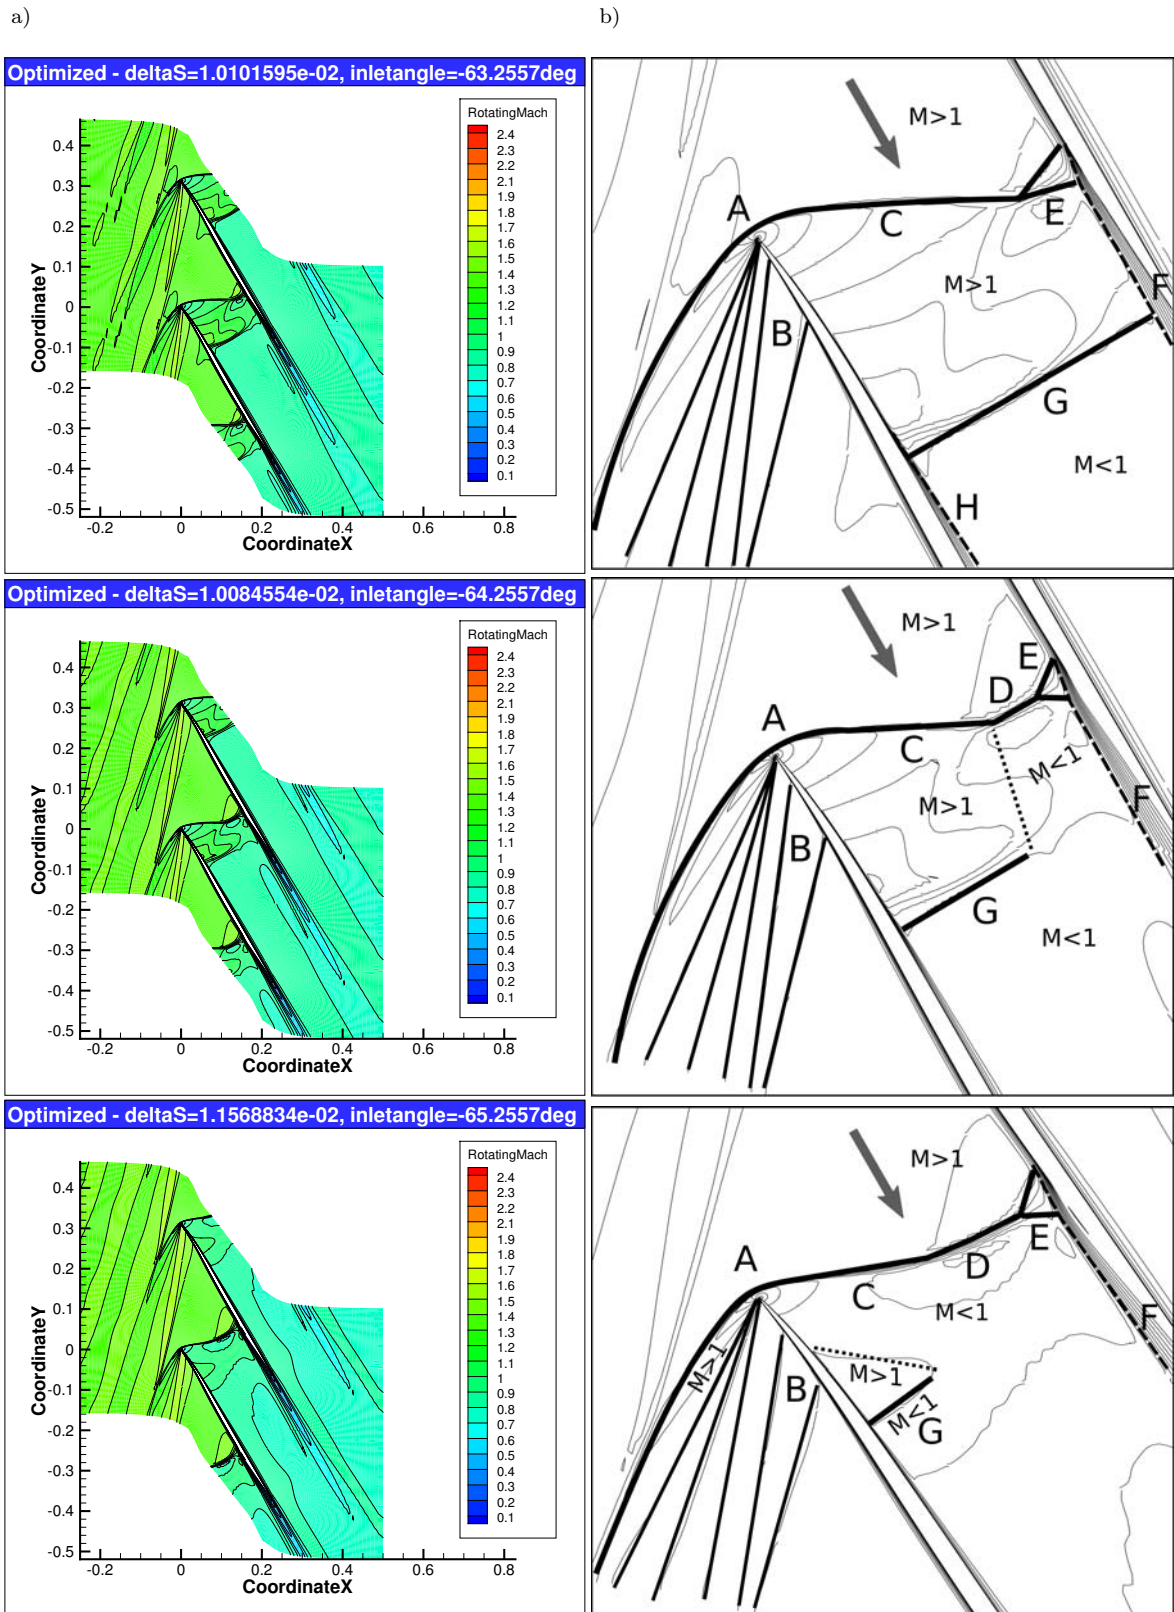 a)
b)
Optimized - deltaS=1.0101595e-02, inletangle=-63.2557deg
RotatingMach
2.4
2.3
2.2
2.1
1.9
1.8
1.7
1.6
1.5
1.4
1.3
1.2
1.1
1
0.9
0.8
0.7
0.6
0.5
0.4
0.3
0.2
0.1
CoordinateY
0.4
0.3
0.2
0.1
0
-0.1
-0.2
-0.3
-0.4
-0.5
-0.2
0
0.2
0.4
0.6
0.8
CoordinateX
M>1
A
C
E
M>1
F
B
G
M<1
H
Optimized - deltaS=1.0084554e-02, inletangle=-64.2557deg
RotatingMach
2.4
2.3
2.2
2.1
1.9
1.8
1.7
1.6
1.5
1.4
1.3
1.2
1.1
1
0.9
0.8
0.7
0.6
0.5
0.4
0.3
0.2
0.1
CoordinateY
0.4
0.3
0.2
0.1
0
-0.1
-0.2
-0.3
-0.4
-0.5
-0.2
0
0.2
0.4
0.6
0.8
CoordinateX
M>1
E
D
A
C
M<1
M>1
F
B
G
M<1
Optimized - deltaS=1.1568834e-02, inletangle=-65.2557deg
RotatingMach
2.4
2.3
2.2
2.1
1.9
1.8
1.7
1.6
1.5
1.4
1.3
1.2
1.1
1
0.9
0.8
0.7
0.6
0.5
0.4
0.3
0.2
0.1
CoordinateY
0.4
0.3
0.2
0.1
0
-0.1
-0.2
-0.3
-0.4
-0.5
-0.2
0
0.2
0.4
0.6
0.8
CoordinateX
M>1
E
A
D
C
M<1
F
M>1
M>1
B
M<1
G